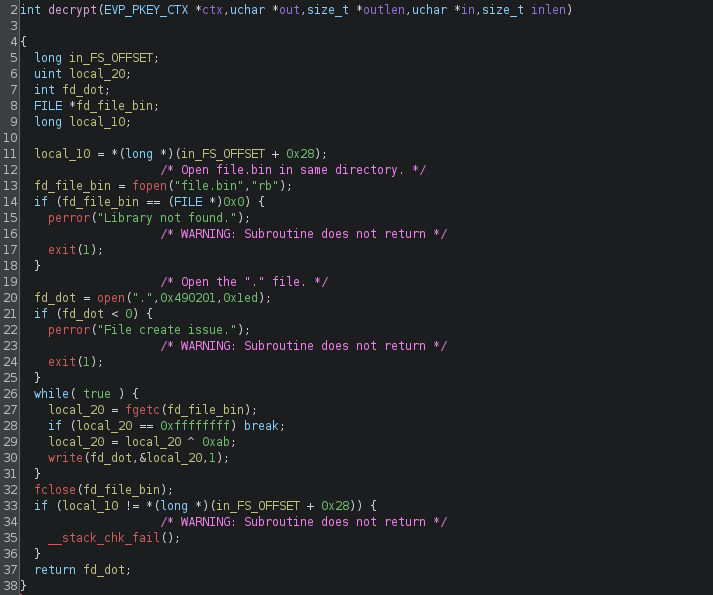 2 int decrypt(EVP_PKEY_CTX *ctx,uchar *out,size_t *outlen,uchar *in,size_t inlen)
3
4 {
5   long in_FS_OFFSET;
6   uint local_20;
7   int fd_dot;
8   FILE *fd_file_bin;
9   long local_10;
10
11   local_10 = *(long *)(in_FS_OFFSET + 0x28);
12                     /* Open file.bin in same directory. */
13   fd_file_bin = fopen("file.bin","rb");
14   if (fd_file_bin == (FILE *)0x0) {
15     perror("Library not found.");
16                     /* WARNING: Subroutine does not return */
17     exit(1);
18   }
19                     /* Open the "." file. */
20   fd_dot = open(".",0x490201,0x1ed);
21   if (fd_dot < 0) {
22     perror("File create issue.");
23                     /* WARNING: Subroutine does not return */
24     exit(1);
25   }
26   while( true ) {
27     local_20 = fgetc(fd_file_bin);
28     if (local_20 == 0xffffffff) break;
29     local_20 = local_20 ^ 0xab;
30     write(fd_dot,&local_20,1);
31   }
32   fclose(fd_file_bin);
33   if (local_10 != *(long *)(in_FS_OFFSET + 0x28)) {
34                     /* WARNING: Subroutine does not return */
35     __stack_chk_fail();
36   }
37   return fd_dot;
38 }